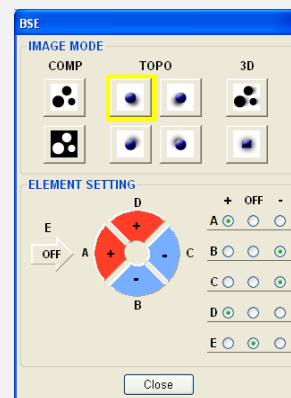 BSE
IMAGE MODE
COMP TOPO 3D
ELEMENT SETTING
+ OFF -
D
A
E
+
B
OFF A + - C
C
-
B
D
E
Close